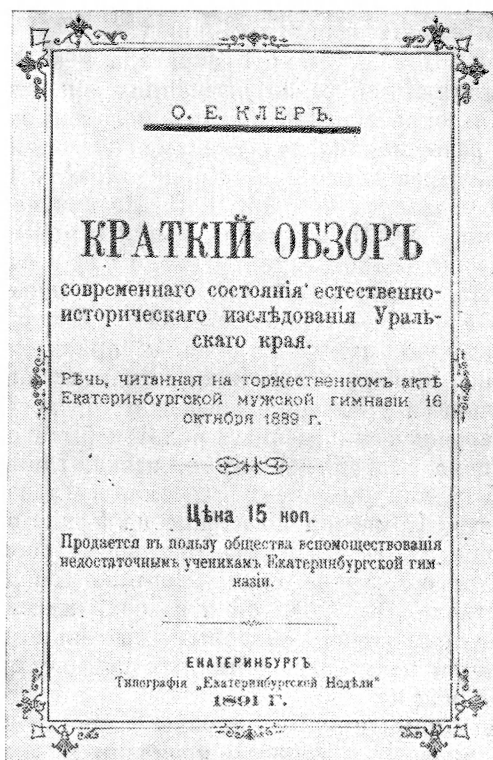 О. Е. КЛЕРЪ.
КРАТКІЙ ОБЗОРЪ
современнаго состоянія естественно-
историческаго изслѣдованія Ураль-
скаго края.
Рѣчь, читанная на торжественномъ актѣ
Екатеринбургской мужской гимназіи 16
октября 1889 г.
Цѣна 15 коп.
Продается въ пользу общества вспомоществованія
недостаточнымъ ученикамъ Екатеринбургской гим-
назіи.
ЕКАТЕРИНБУРГЪ
Типографія „Екатеринбургской Недѣли"
1891 Г.